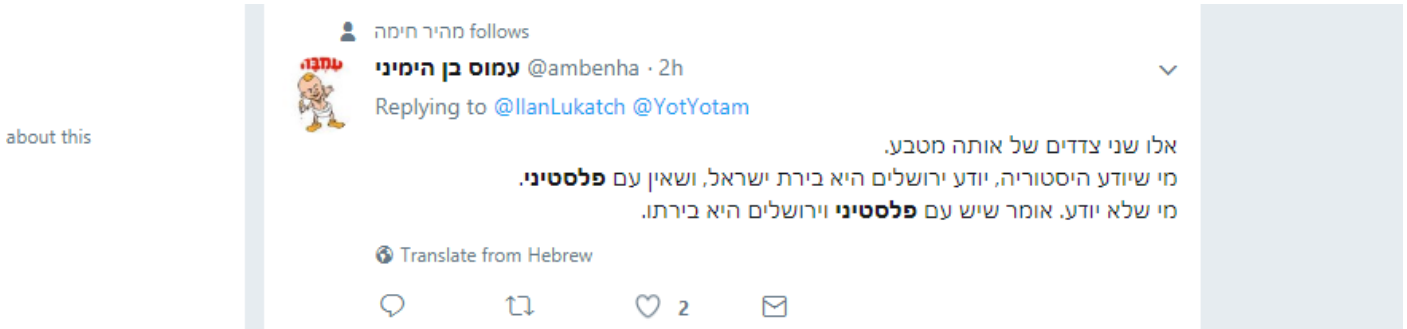 מהיר חימה follows
עמבה
עמוס בן הימיני @ambenha · 2h
Replying to @IlanLukatch @YotYotam
about this
אלו שני צדדים של אותה מטבע.
מי שיודע היסטוריה, יודע ירושלים היא בירת ישראל, ושאין עם פלסטיני.
מי שלא יודע. אומר שיש עם פלסטיני וירושלים היא בירתו.
Translate from Hebrew
2